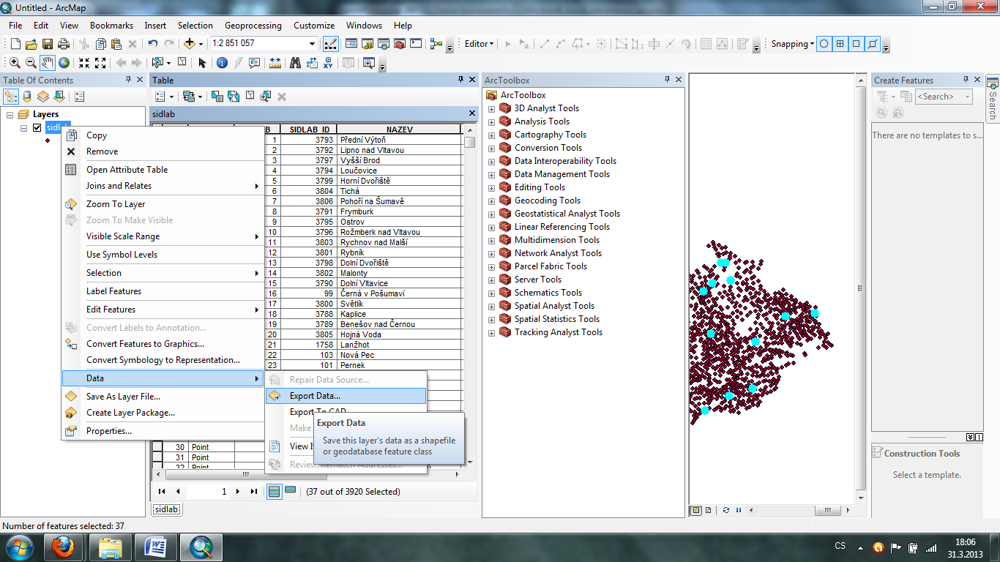 Untitled - ArcMap
File Edit View Bookmarks Insert Selection Geoprocessing Customize Windows Help
1:2 851 057
Editor
Snapping
Table Of Contents
Layers
sidl
Copy
Remove
Open Attribute Table
Joins and Relates
Zoom To Layer
Zoom To Make Visible
Visible Scale Range
Use Symbol Levels
Selection
Label Features
Edit Features
Convert Labels to Annotation...
Convert Features to Graphics...
Convert Symbology to Representation...
Data
Save As Layer File...
Create Layer Package...
Properties...
Repair Data Source...
Export Data...
Export To CAD
Make
View I
Review/Rematch Addresses...
Export Data
Save this layer's data as a shapefile
or geodatabase feature class
Table
sidlab
B SIDLAB_ID NAZEV
1 3793 Přední Výtoň
2 3792 Lipno nad Vltavou
3 3797 Vyšší Brod
4 3794 Loučovice
5 3799 Horní Dvořiště
6 3804 Tichá
7 3806 Pohoří na Šumavě
8 3791 Frymburk
9 3795 Ostrov
10 3796 Rožmberk nad Vltavou
11 3803 Rychnov nad Malší
12 3801 Rybník
13 3798 Dolní Dvořiště
14 3802 Malonty
15 3790 Dolní Vltavice
16 99 Černá v Pošumaví
17 3800 Světlík
18 3788 Kaplice
19 3789 Benešov nad Černou
20 3805 Hojná Voda
21 1758 Lanžhot
22 103 Nová Pec
23 101 Pernek
30 Point
31 Point
32 Point
1
(37 out of 3920 Selected)
sidlab
ArcToolbox
ArcToolbox
3D Analyst Tools
Analysis Tools
Cartography Tools
Conversion Tools
Data Interoperability Tools
Data Management Tools
Editing Tools
Geocoding Tools
Geostatistical Analyst Tools
Linear Referencing Tools
Multidimension Tools
Network Analyst Tools
Parcel Fabric Tools
Server Tools
Schematics Tools
Spatial Analyst Tools
Spatial Statistics Tools
Tracking Analyst Tools
Create Features
<Search>
There are no templates to s...
Construction Tools
Select a template.
Search
Number of features selected: 37
CS
18:06
31.3.2013